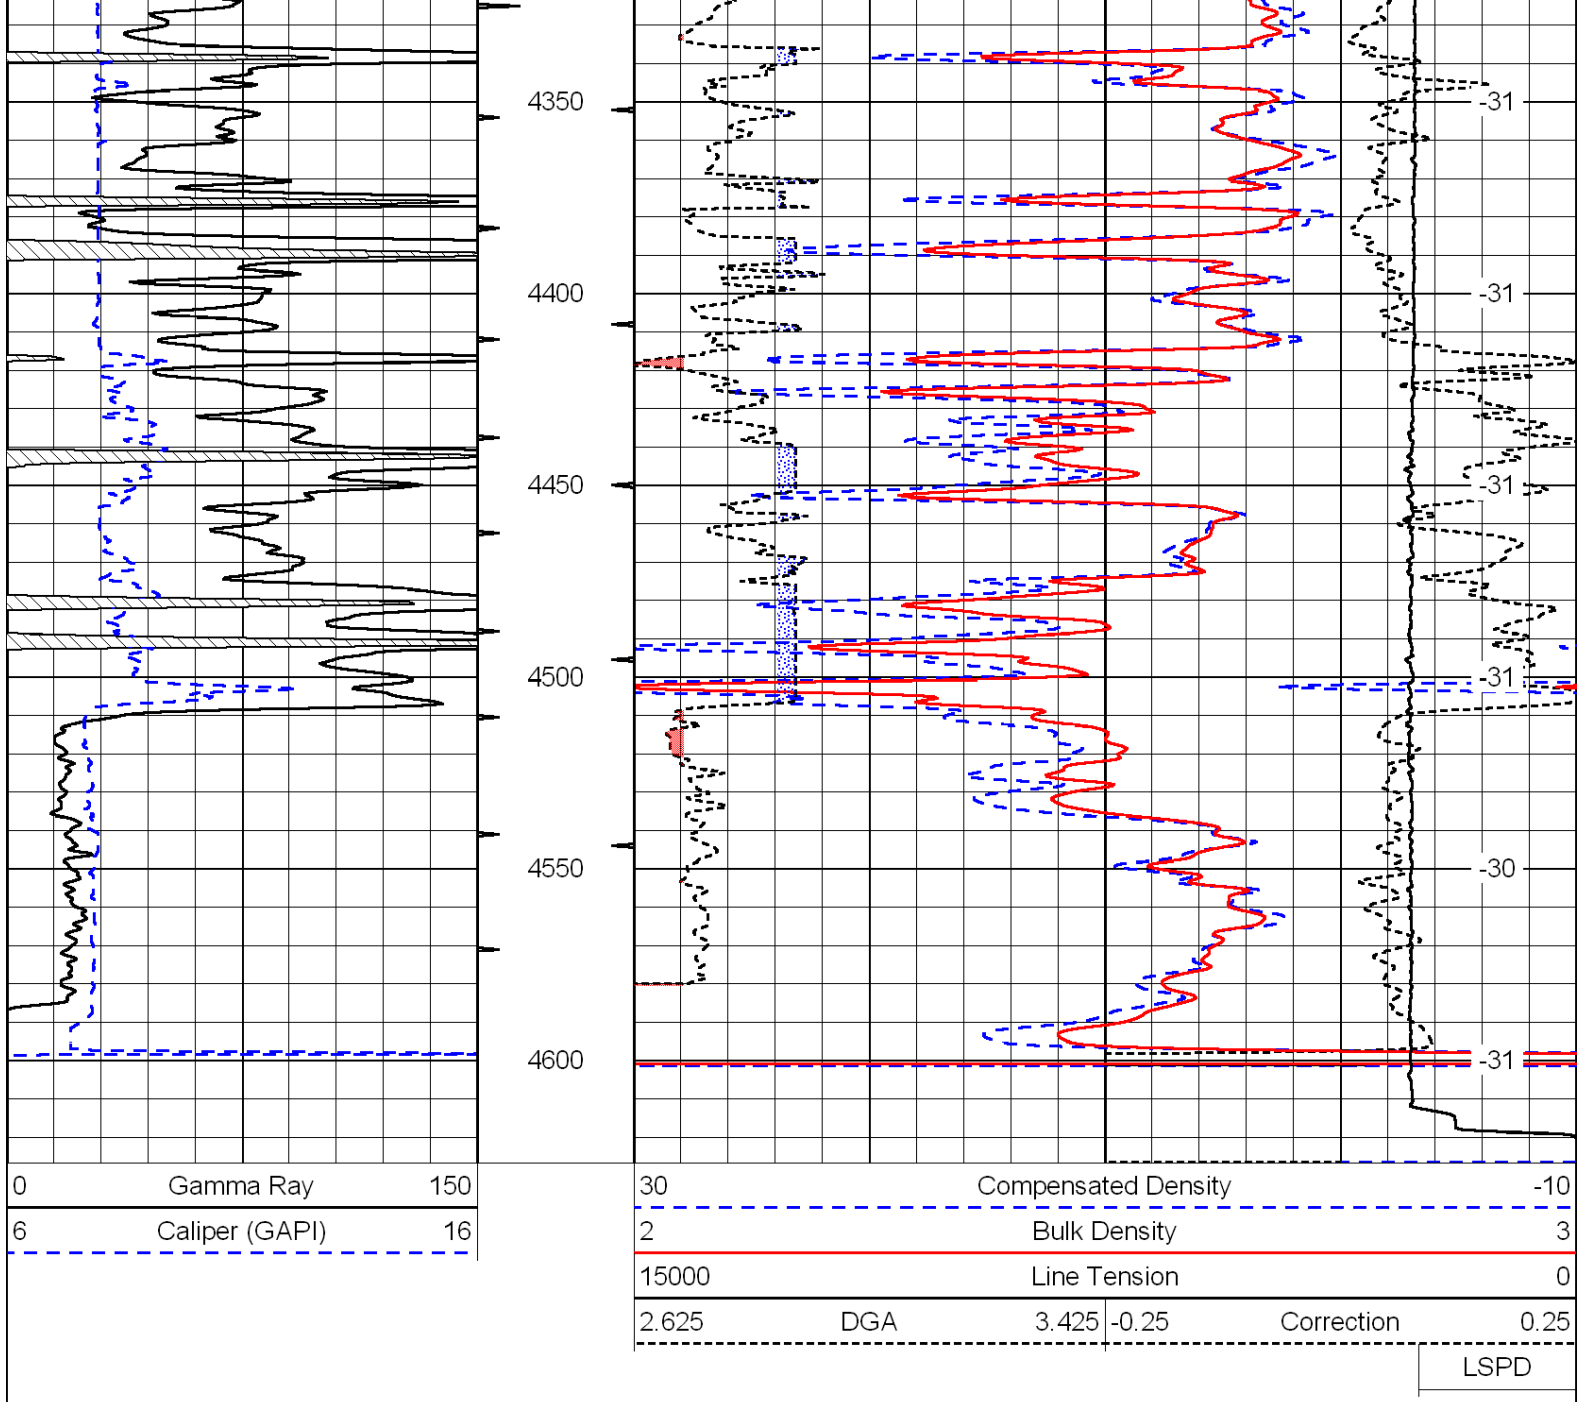 4350
-31
4400
-31
4450
-31
4500
-31
4550
-30
4600
-31
0 Gamma Ray 150
30 Compensated Density -10
6 Caliper (GAPI) 16
2 Bulk Density 3
15000 Line Tension 0
2.625 DGA 3.425 -0.25 Correction 0.25
LSPD